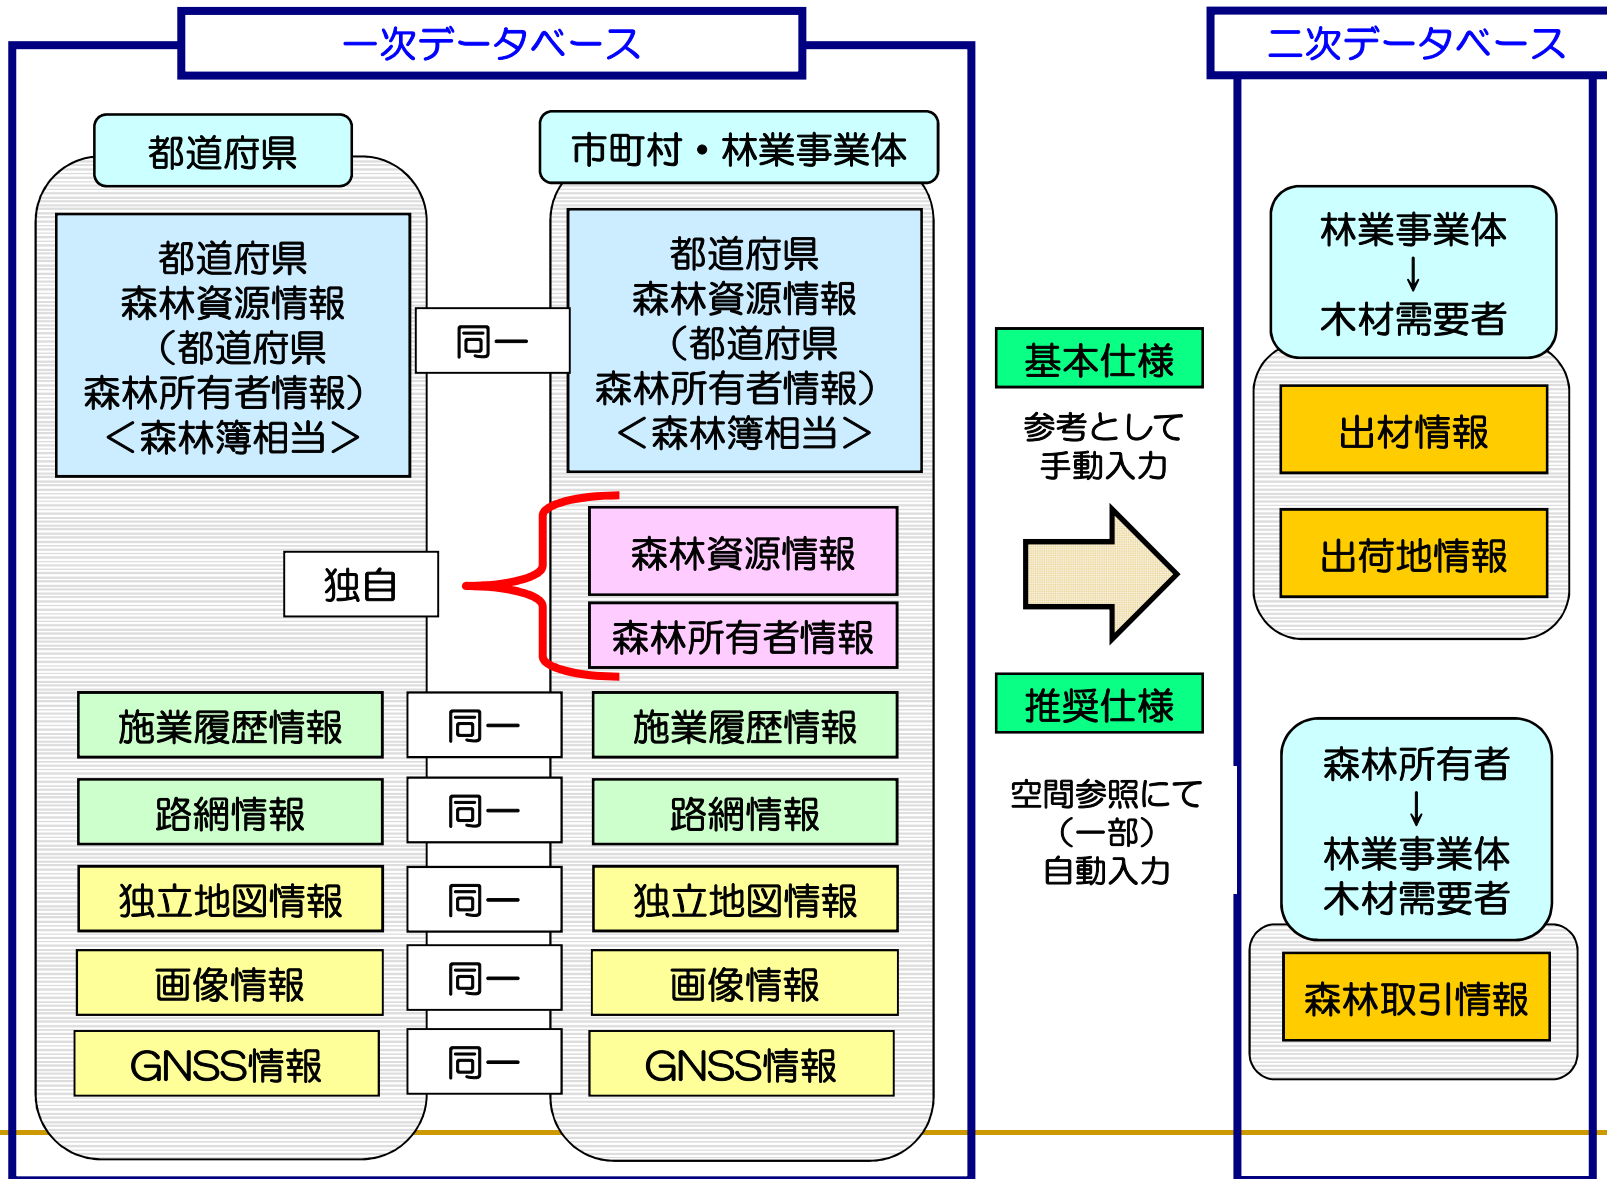 一次データベース
都道府県
都道府県
森林資源情報
（都道府県
森林所有者情報）
＜森林簿相当＞
同一
市町村・林業事業体
都道府県
森林資源情報
（都道府県
森林所有者情報）
＜森林簿相当＞
独自
森林資源情報
森林所有者情報
施業履歴情報
同一
施業履歴情報
路網情報
同一
路網情報
独立地図情報
同一
独立地図情報
画像情報
同一
画像情報
GNSS情報
同一
GNSS情報
基本仕様
参考として
手動入力
推奨仕様
空間参照にて
（一部）
自動入力
二次データベース
林業事業体
↓
木材需要者
出材情報
出荷地情報
森林所有者
↓
林業事業体
木材需要者
森林取引情報